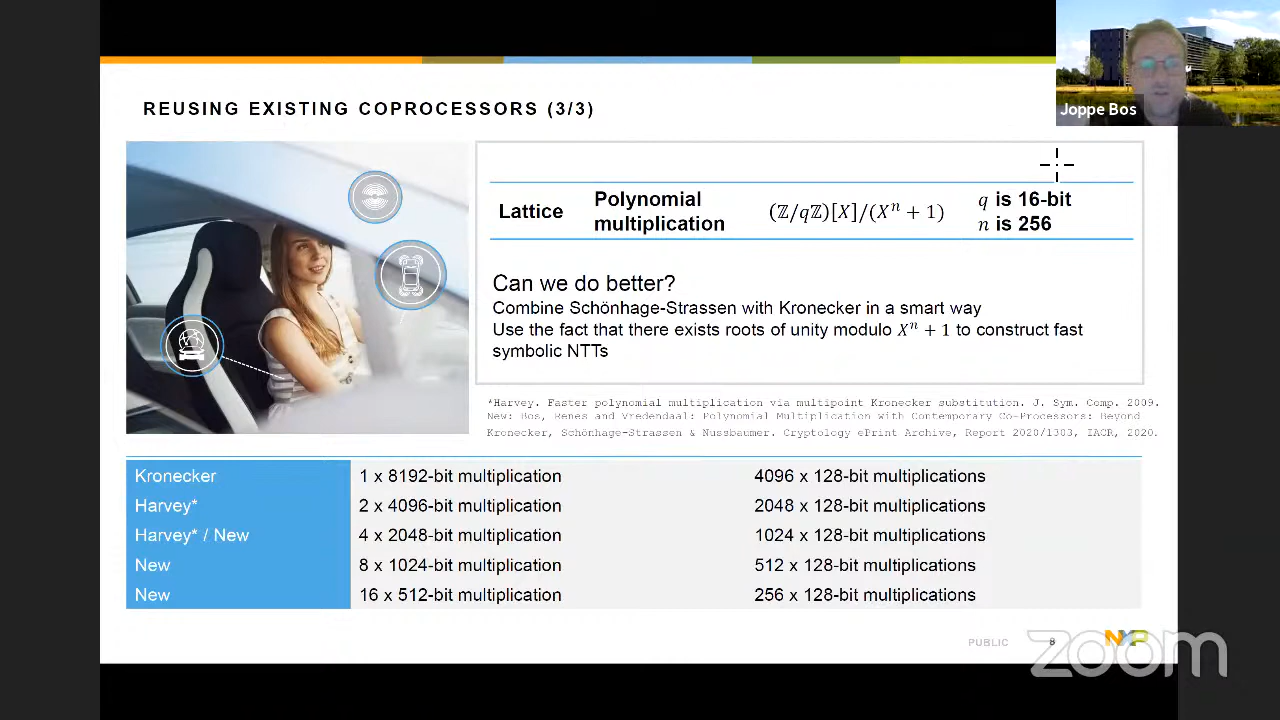 Joppe Bos
REUSING EXISTING COPROCESSORS (3/3)
Lattice Polynomial multiplication (ℤ/qℤ)[X]/(Xⁿ + 1) q is 16-bit n is 256
Can we do better?
Combine Schönhage-Strassen with Kronecker in a smart way
Use the fact that there exists roots of unity modulo Xⁿ + 1 to construct fast
symbolic NTTs
*Harvey. Faster polynomial multiplication via multipoint Kronecker substitution. J. Sym. Comp. 2009.
New: Bos, Renes and Vredendaal: Polynomial Multiplication with Contemporary Co-Processors: Beyond
Kronecker, Schönhage-Strassen & Nussbaumer. Cryptology ePrint Archive, Report 2020/1303, IACR, 2020.
Kronecker 1 x 8192-bit multiplication 4096 x 128-bit multiplications
Harvey* 2 x 4096-bit multiplication 2048 x 128-bit multiplications
Harvey* / New 4 x 2048-bit multiplication 1024 x 128-bit multiplications
New 8 x 1024-bit multiplication 512 x 128-bit multiplications
New 16 x 512-bit multiplication 256 x 128-bit multiplications
PUBLIC 8 NXP
zoom